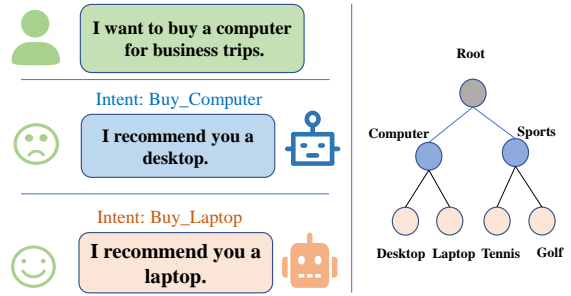 I want to buy a computer
for business trips.
Intent: Buy_Computer
I recommend you a
desktop.
Intent: Buy_Laptop
I recommend you a
laptop.
Root
Computer
Sports
Desktop
Laptop
Tennis
Golf